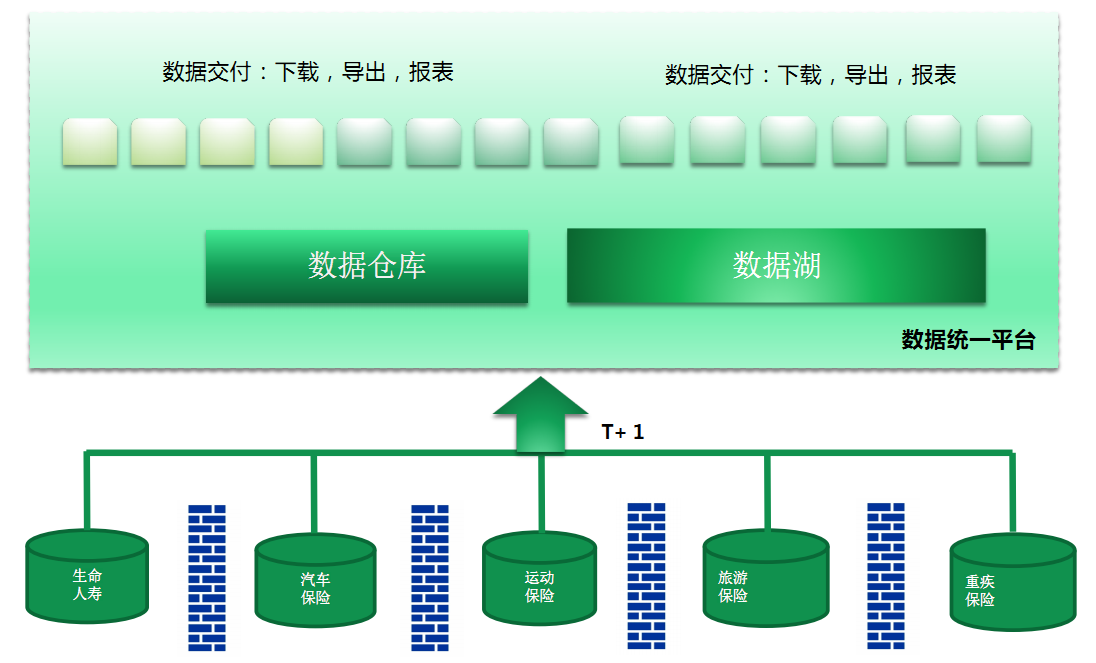 数据交付：下载，导出，报表
数据交付：下载，导出，报表
数据仓库
数据湖
数据统一平台
T+ 1
生命
人寿
汽车
保险
运动
保险
旅游
保险
重疾
保险